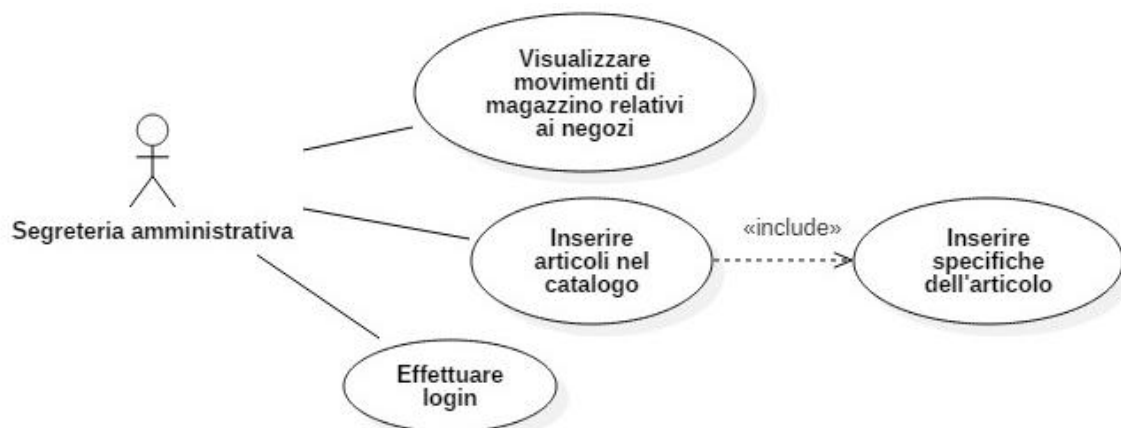 Visualizzare
movimenti di
magazzino relativi
ai negozi
Segreteria amministrativa
Inserire
articoli nel
catalogo
«include»
Inserire
specifiche
dell'articolo
Effettuare
login